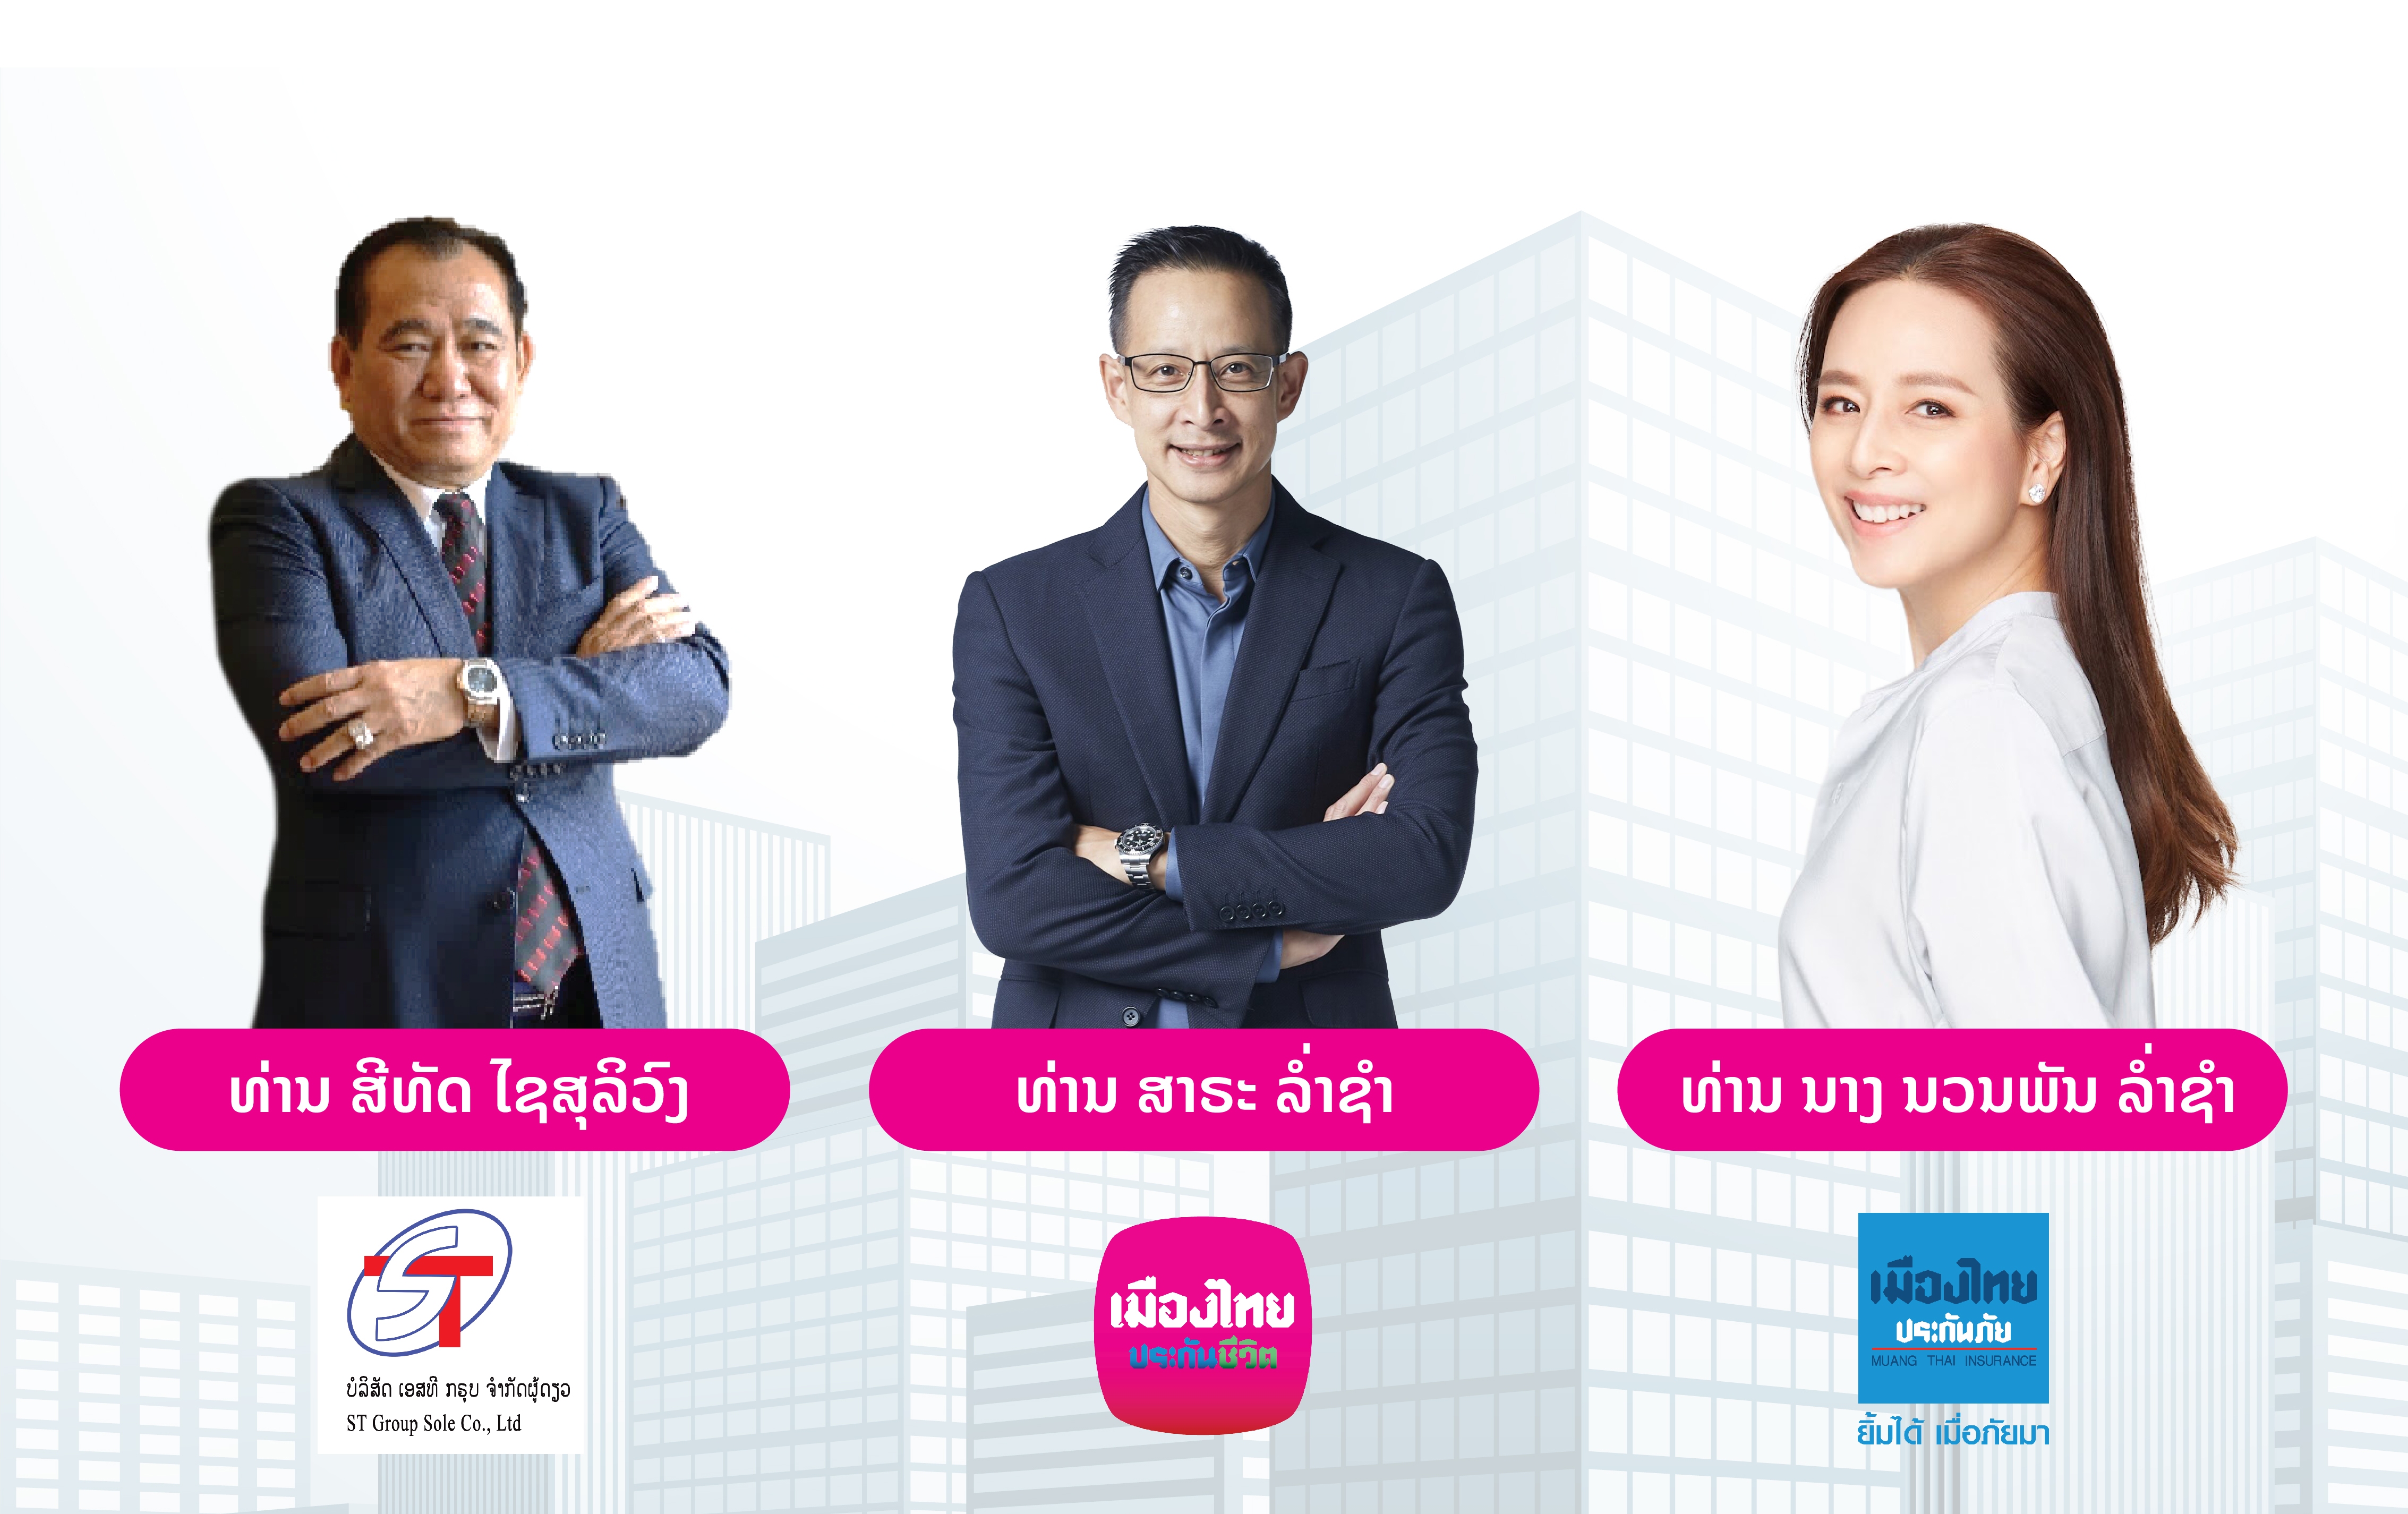 ທ່ານ ສີທັດ ໄຊສຸລິວົງ
ທ່ານ ສາຣະ ລ່ຳຊຳ
ທ່ານ ນາງ ນວນພັນ ລ່ຳຊຳ
ST
ບໍລິສັດ ເອສທີ ກຣຸບ ຈຳກັດຜູ້ດຽວ
ST Group Sole Co., Ltd
เมืองไทย
ประกันชีวิต
เมืองไทย
ประกันภัย
MUANG THAI INSURANCE
ยิ้มได้ เมื่อภัยมา